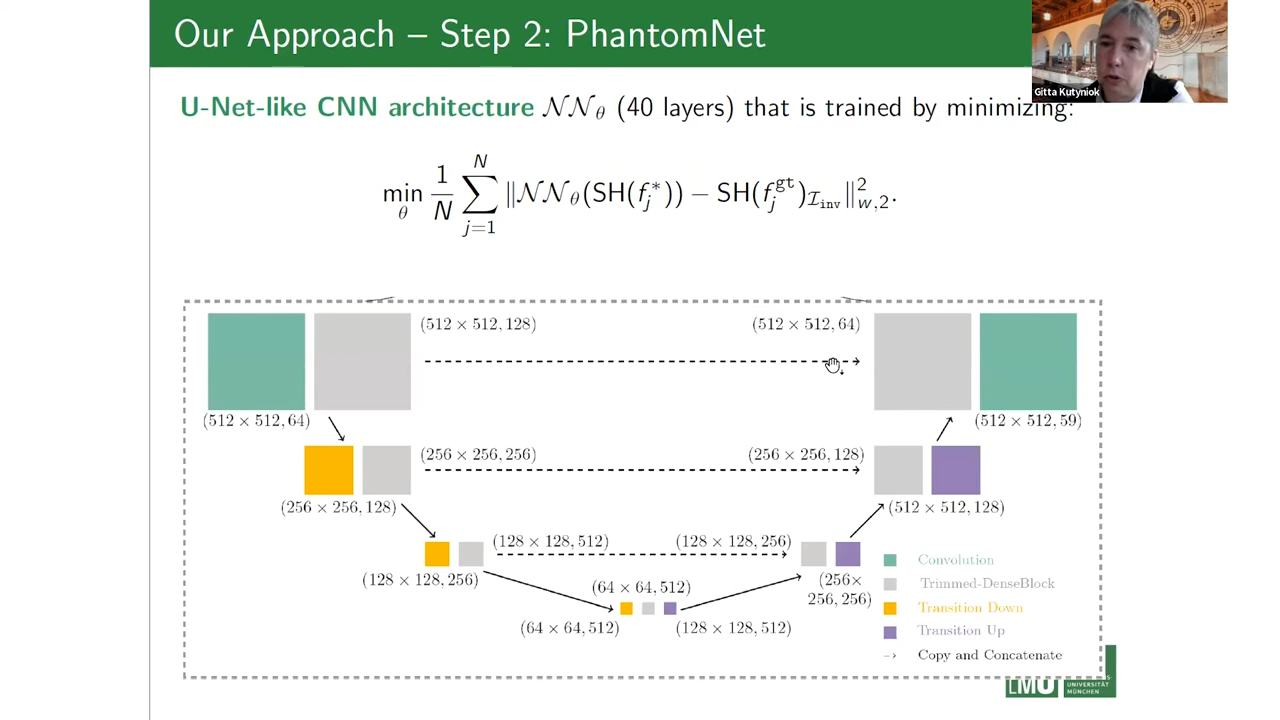 Our Approach – Step 2: PhantomNet
Gitta Kutyniok
U-Net-like CNN architecture 𝒩𝒩θ (40 layers) that is trained by minimizing:
min_θ 1/N ∑_{j=1}^{N} ‖𝒩𝒩_θ(SH(f_j^*)) − SH(f_j^gt)_{ℐ_inv}‖_{w,2}^2.
(512 × 512, 128) (512 × 512, 64)
(512 × 512, 64) (512 × 512, 59)
(256 × 256, 256) (256 × 256, 128)
(256 × 256, 128) (512 × 512, 128)
(128 × 128, 512) (128 × 128, 256)
(128 × 128, 256) (64 × 64, 512) (256×
256, 256)
(64 × 64, 512) (128 × 128, 512)
Convolution
Trimmed-DenseBlock
Transition Down
Transition Up
Copy and Concatenate
LMU
UNIVERSITÄT
MÜNCHEN